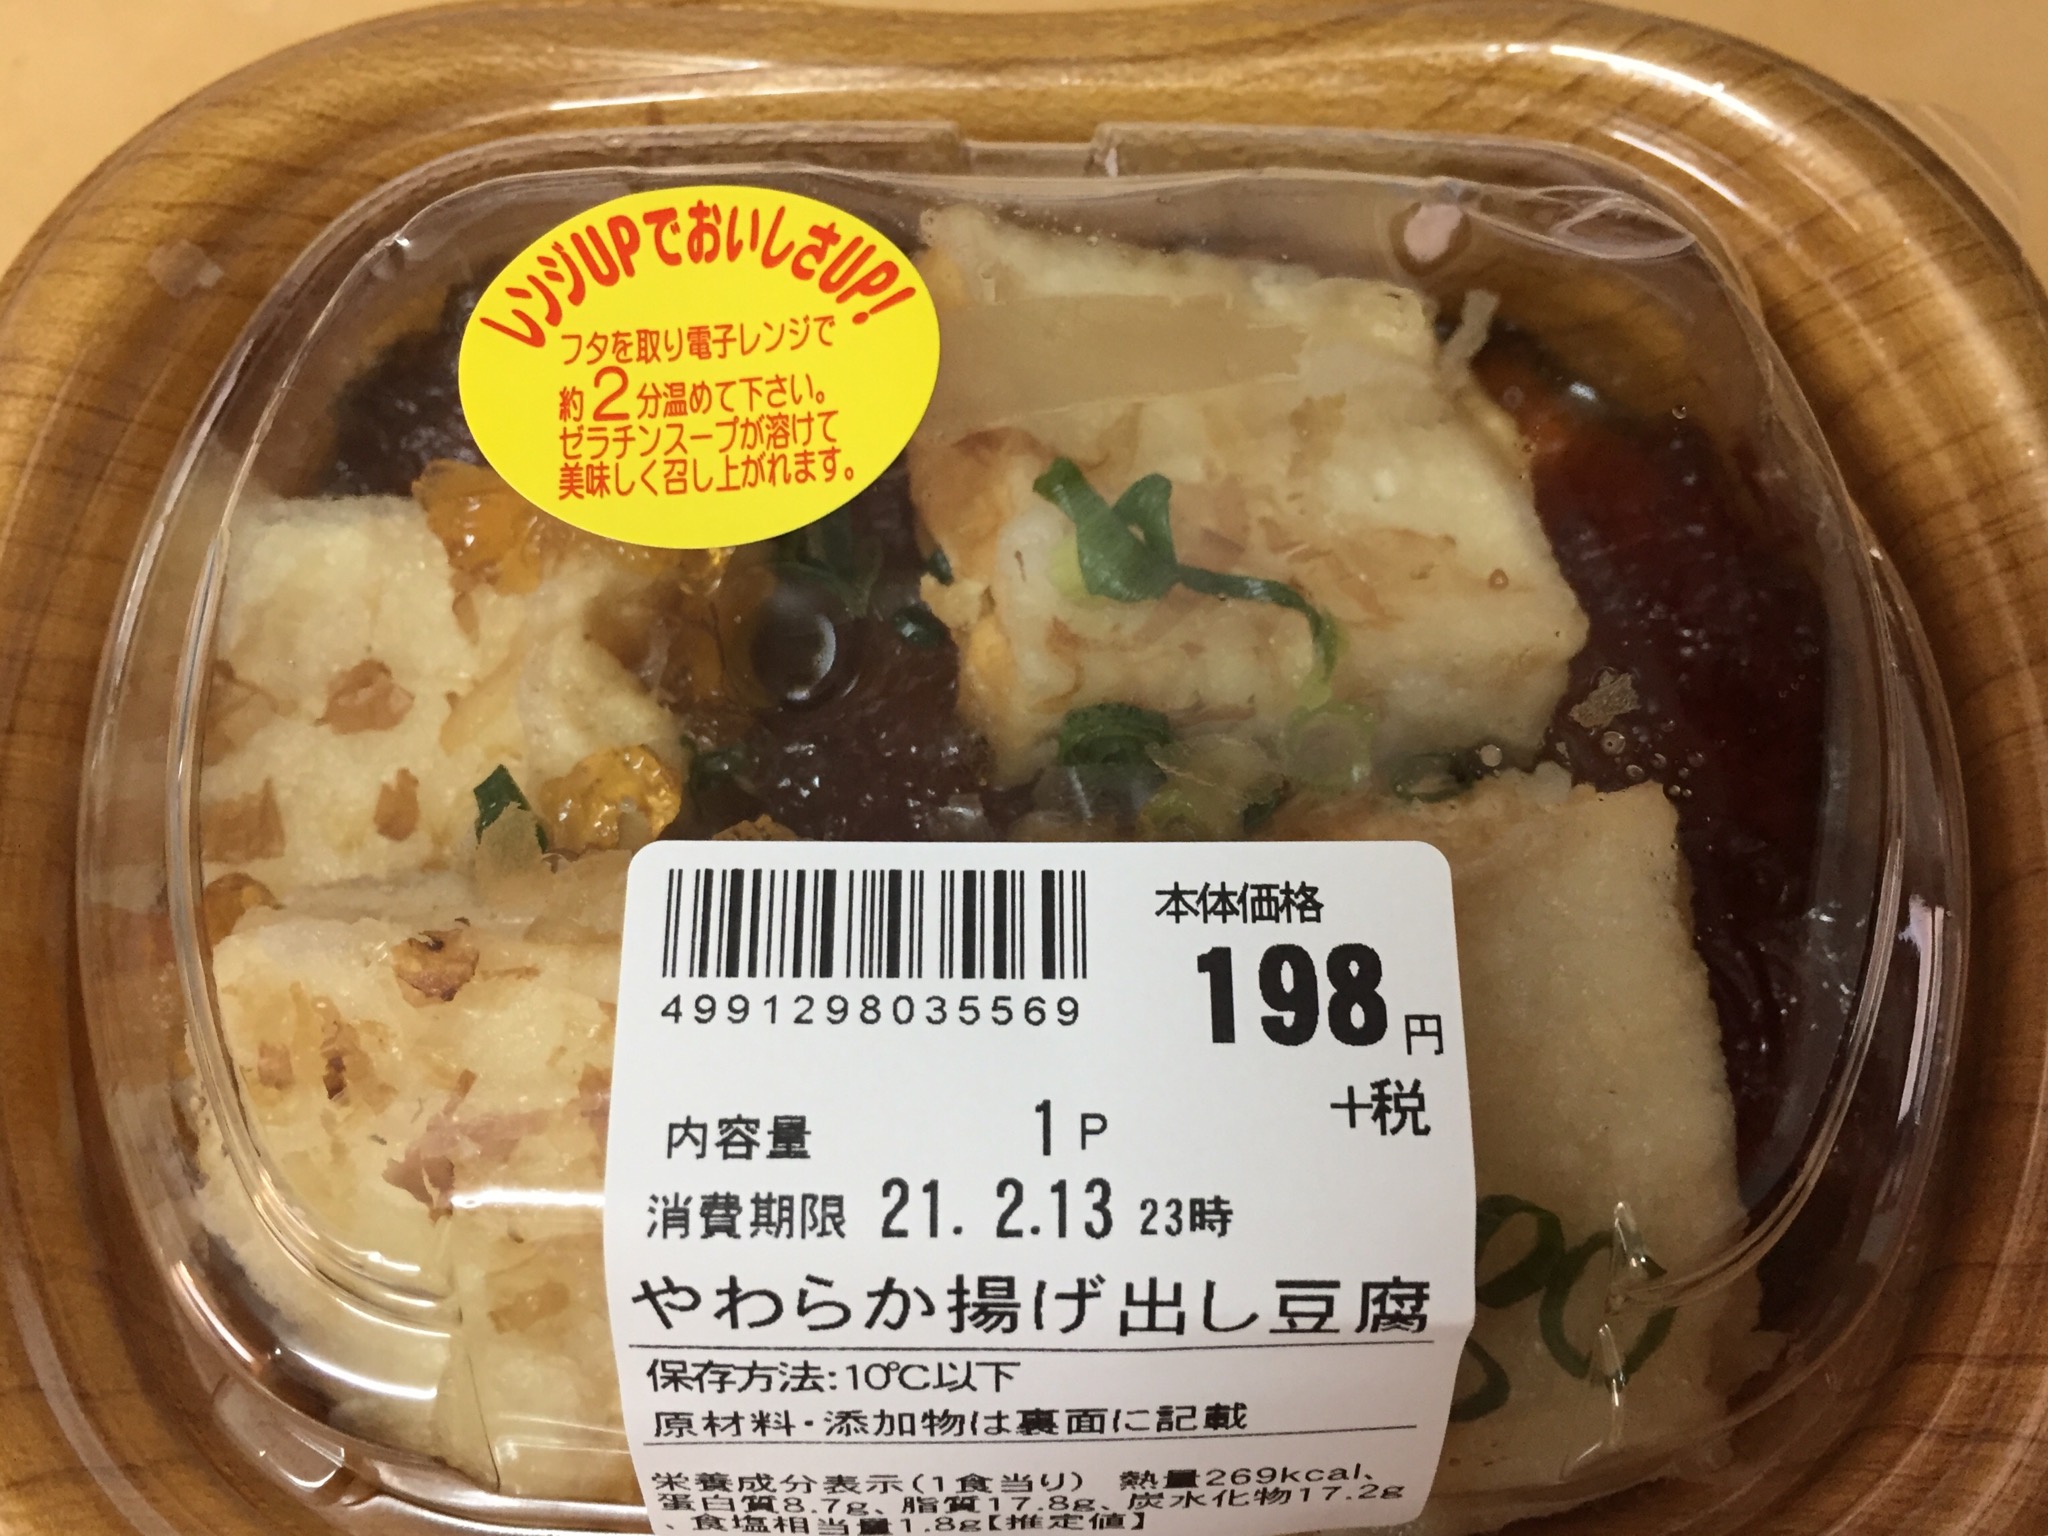 レンジUPでおいしさUP!
フタを取り電子レンジで
約2分温めて下さい。
ゼラチンスープが溶けて
美味しく召し上がれます。
本体価格
198円
+税
4991298035569
内容量 1P
消費期限 21. 2.13 23時
やわらか揚げ出し豆腐
保存方法:10℃以下
原材料・添加物は裏面に記載
栄養成分表示(1食当り) 熱量269kcal、
蛋白質8.7g、脂質17.8g、炭水化物17.2g
、食塩相当量1.8g【推定値】